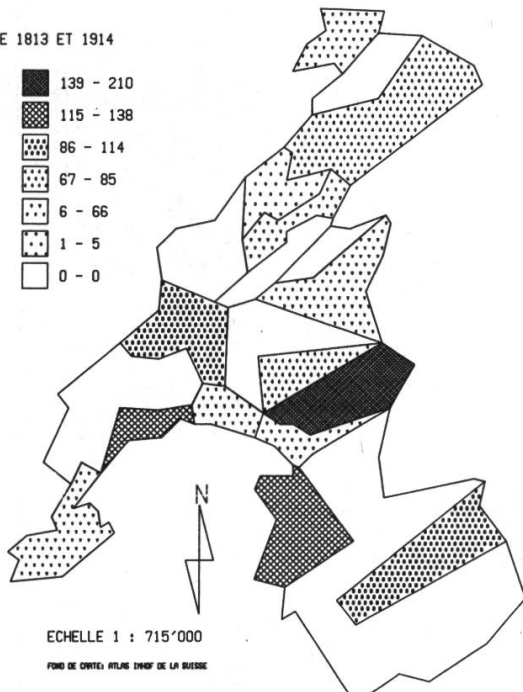 E 1813 ET 1914
139 - 210
115 - 138
86 - 114
67 - 85
6 - 66
1 - 5
0 - 0
N
ECHELLE 1 : 715'000
FOND DE CARTE: ATLAS IMHOF DE LA SUISSE